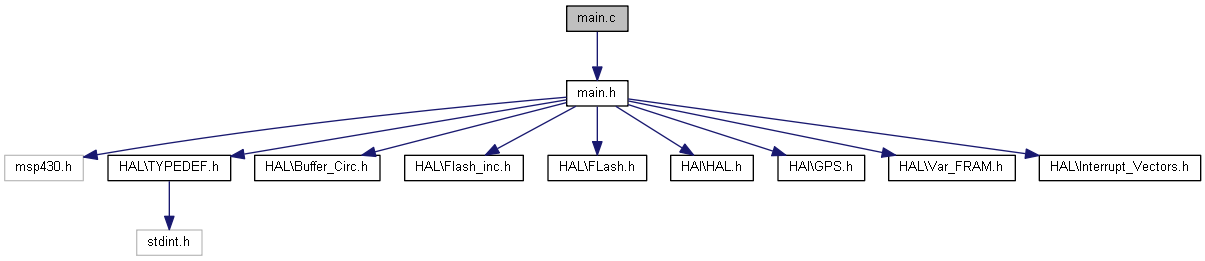 main.c
main.h
msp430.h
HAL\TYPEDEF.h
HAL\Buffer_Circ.h
HAL\Flash_inc.h
HAL\FLash.h
HAl\HAL.h
HAl\GPS.h
HAL\Var_FRAM.h
HAL\Interrupt_Vectors.h
stdint.h